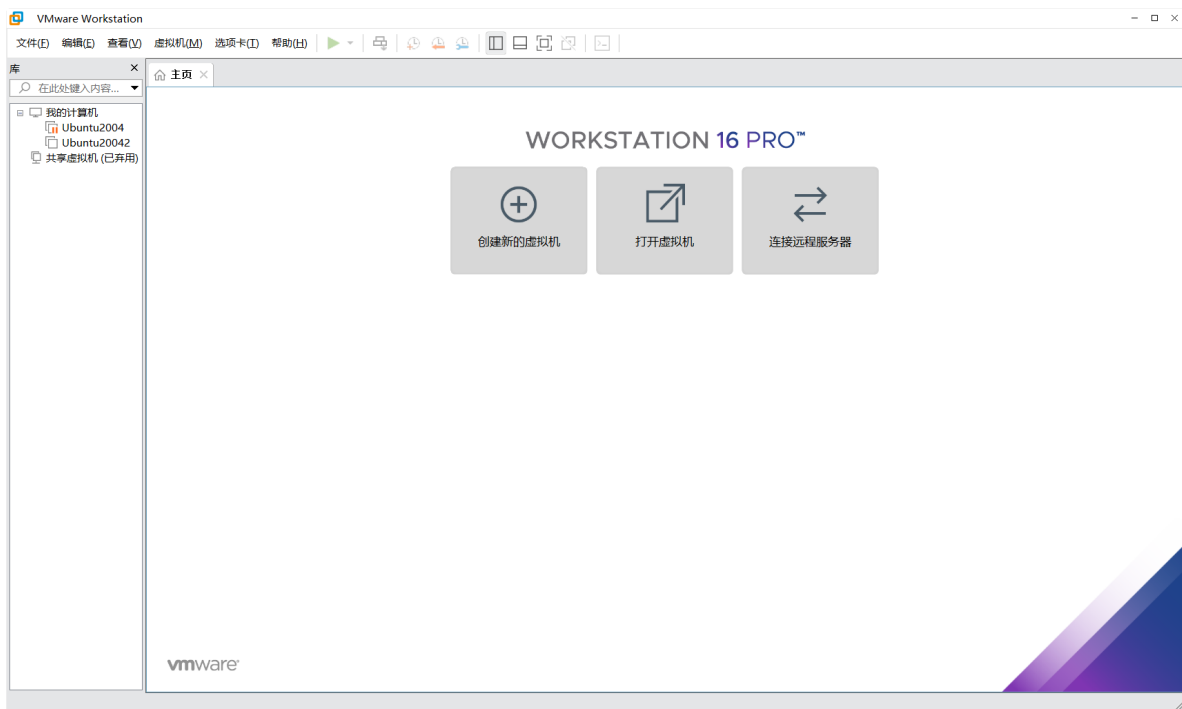 VMware Workstation
文件(F) 编辑(E) 查看(V) 虚拟机(M) 选项卡(T) 帮助(H)
库
在此处键入内容...
我的计算机
Ubuntu2004
Ubuntu20042
共享虚拟机 (已弃用)
主页
WORKSTATION 16 PRO™
创建新的虚拟机
打开虚拟机
连接远程服务器
vmware